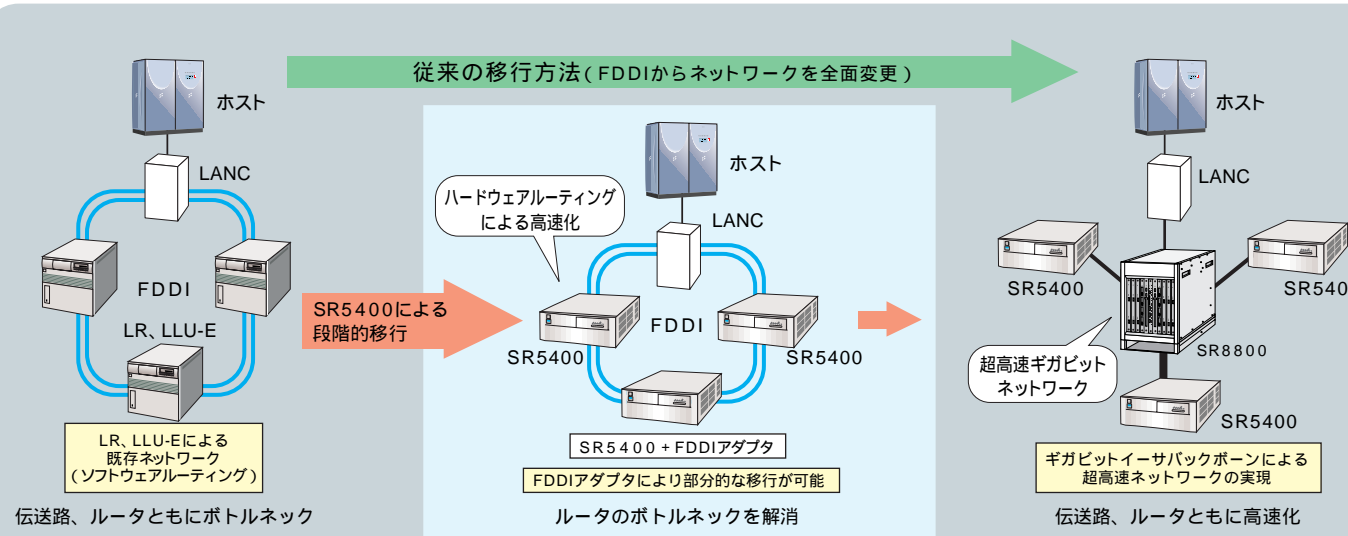 従来の移行方法(FDDIからネットワークを全面変更)
ホスト
LANC
FDDI
LR、LLU-E
LR、LLU-Eによる
既存ネットワーク
(ソフトウェアルーティング)
伝送路、ルータともにボトルネック
SR5400による
段階的移行
ホスト
LANC
ハードウェアルーティング
による高速化
FDDI
SR5400
SR5400
SR5400+FDDIアダプタ
FDDIアダプタにより部分的な移行が可能
ルータのボトルネックを解消
ホスト
LANC
SR5400
SR540
SR8800
超高速ギガビット
ネットワーク
SR5400
ギガビットイーサバックボーンによる
超高速ネットワークの実現
伝送路、ルータともに高速化